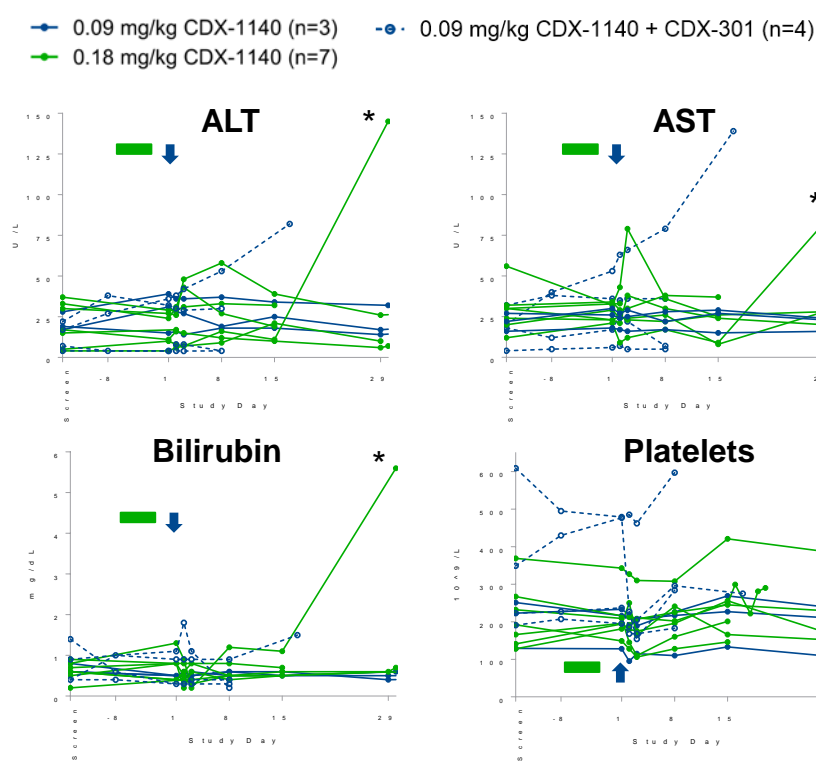 0.09 mg/kg CDX-1140 (n=3)
0.09 mg/kg CDX-1140 + CDX-301 (n=4)
0.18 mg/kg CDX-1140 (n=7)
ALT
*
150
125
100
75
50
25
0
U/L
Screen
-8
1
8
15
29
Study Day
AST
*
150
125
100
75
50
25
0
U/L
Screen
-8
1
8
15
2
Study Day
Bilirubin
*
6
5
4
3
2
1
0
mg/dL
Screen
-8
1
8
15
29
Study Day
Platelets
600
500
400
300
200
100
0
10^9/L
Screen
-8
1
8
15
Study Day